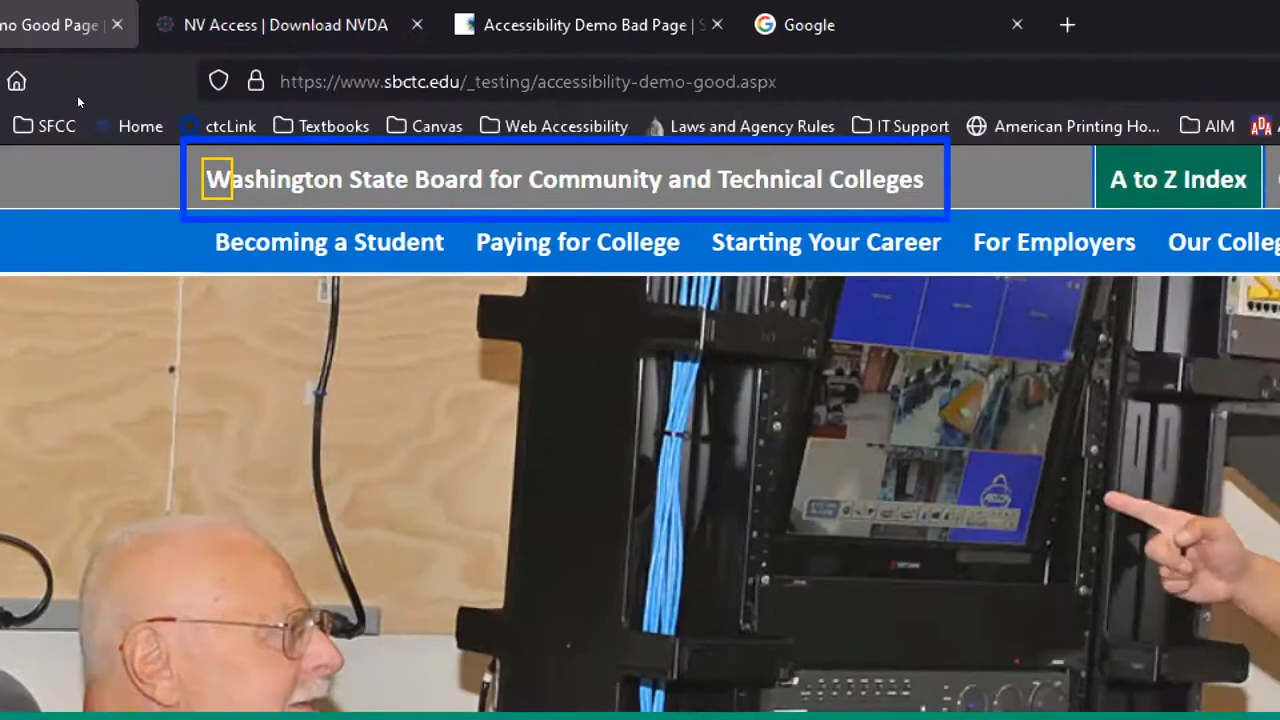 mo Good Page |
NV Access | Download NVDA
Accessibility Demo Bad Page | S
Google
https://www.sbctc.edu/_testing/accessibility-demo-good.aspx
SFCC Home ctcLink Textbooks Canvas Web Accessibility Laws and Agency Rules IT Support American Printing Ho... AIM ADA
Washington State Board for Community and Technical Colleges
A to Z Index
Becoming a Student Paying for College Starting Your Career For Employers Our Colleg